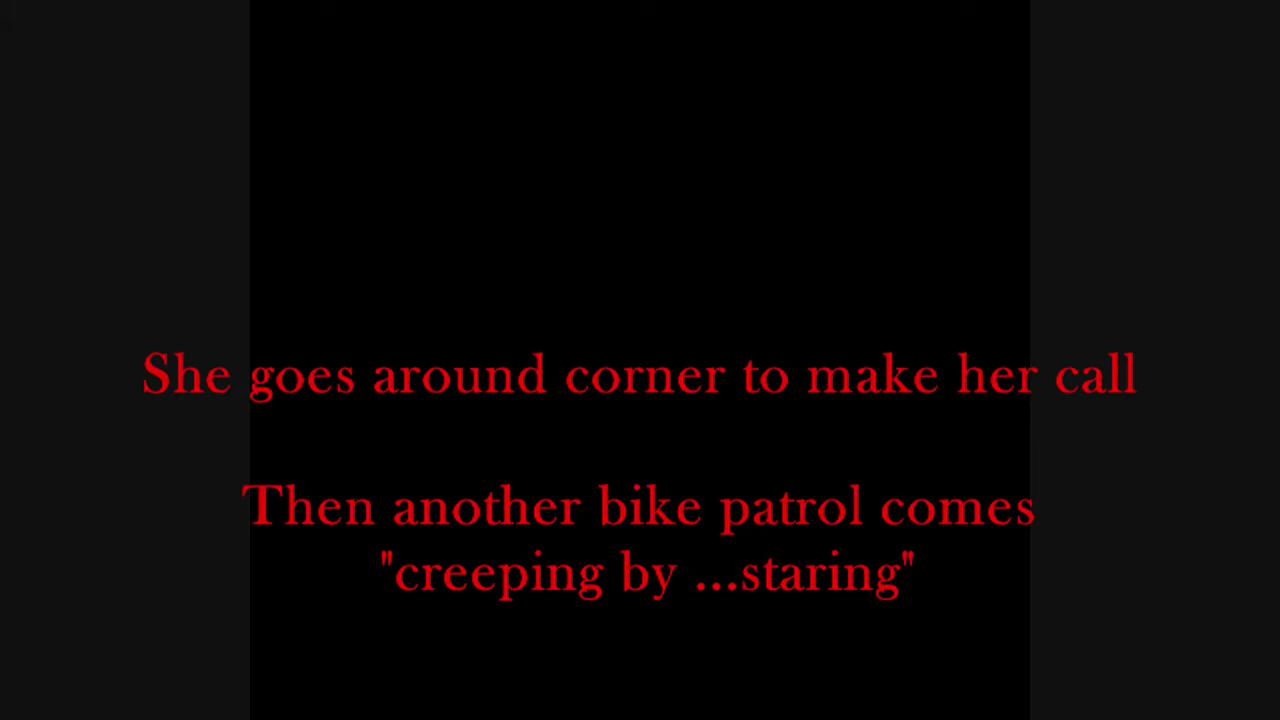 She goes around corner to make her call
Then another bike patrol comes
"creeping by ...staring"